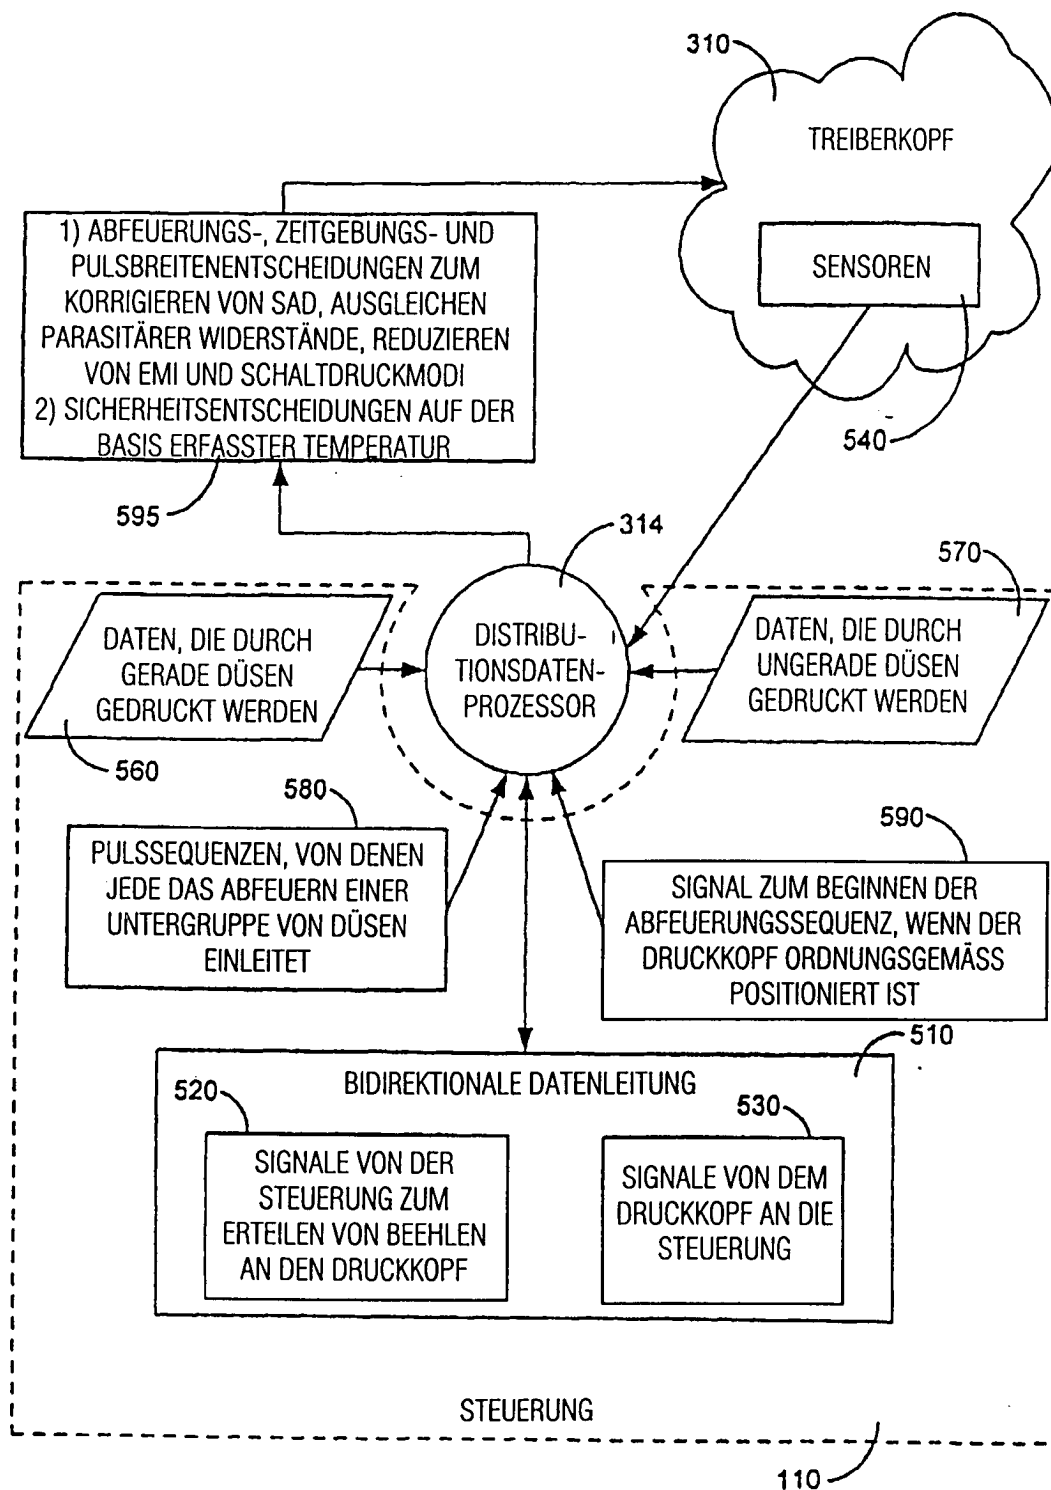 310
TREIBERKOPF
SENSOREN
540
1) ABFEUERUNGS-, ZEITGEBUNGS- UND
PULSBREITENENTSCHEIDUNGEN ZUM
KORRIGIEREN VON SAD, AUSGLEICHEN
PARASITÄRER WIDERSTÄNDE, REDUZIEREN
VON EMI UND SCHALTDRUCKMODI
2) SICHERHEITSENTSCHEIDUNGEN AUF DER
BASIS ERFASSTER TEMPERATUR
595
314
570
DATEN, DIE DURCH
GERADE DÜSEN
GEDRUCKT WERDEN
560
DISTRIBU-
TIONSDATEN-
PROZESSOR
DATEN, DIE DURCH
UNGERADE DÜSEN
GEDRUCKT WERDEN
580
PULSSEQUENZEN, VON DENEN
JEDE DAS ABFEUERN EINER
UNTERGRUPPE VON DÜSEN
EINLEITET
590
SIGNAL ZUM BEGINNEN DER
ABFEUERUNGSSEQUENZ, WENN DER
DRUCKKOPF ORDNUNGSGEMÄSS
POSITIONIERT IST
510
BIDIREKTIONALE DATENLEITUNG
520
SIGNALE VON DER
STEUERUNG ZUM
ERTEILEN VON BEEHLEN
AN DEN DRUCKKOPF
530
SIGNALE VON DEM
DRUCKKOPF AN DIE
STEUERUNG
STEUERUNG
110